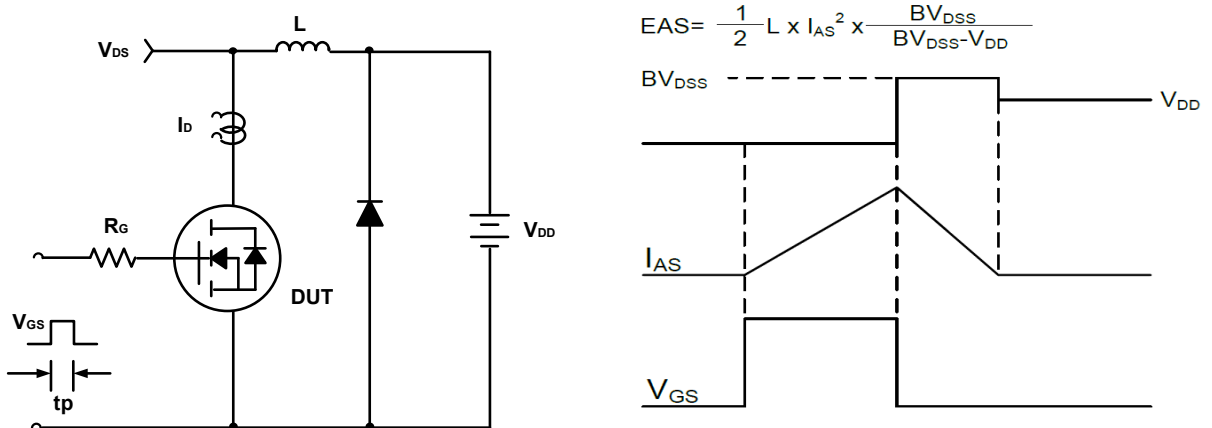 L
VDS
ID
RG
VDD
DUT
VGS
tp
EAS= 1/2 L x IAS² x BVDSS/BVDSS-VDD
BVDSS
VDD
IAS
VGS